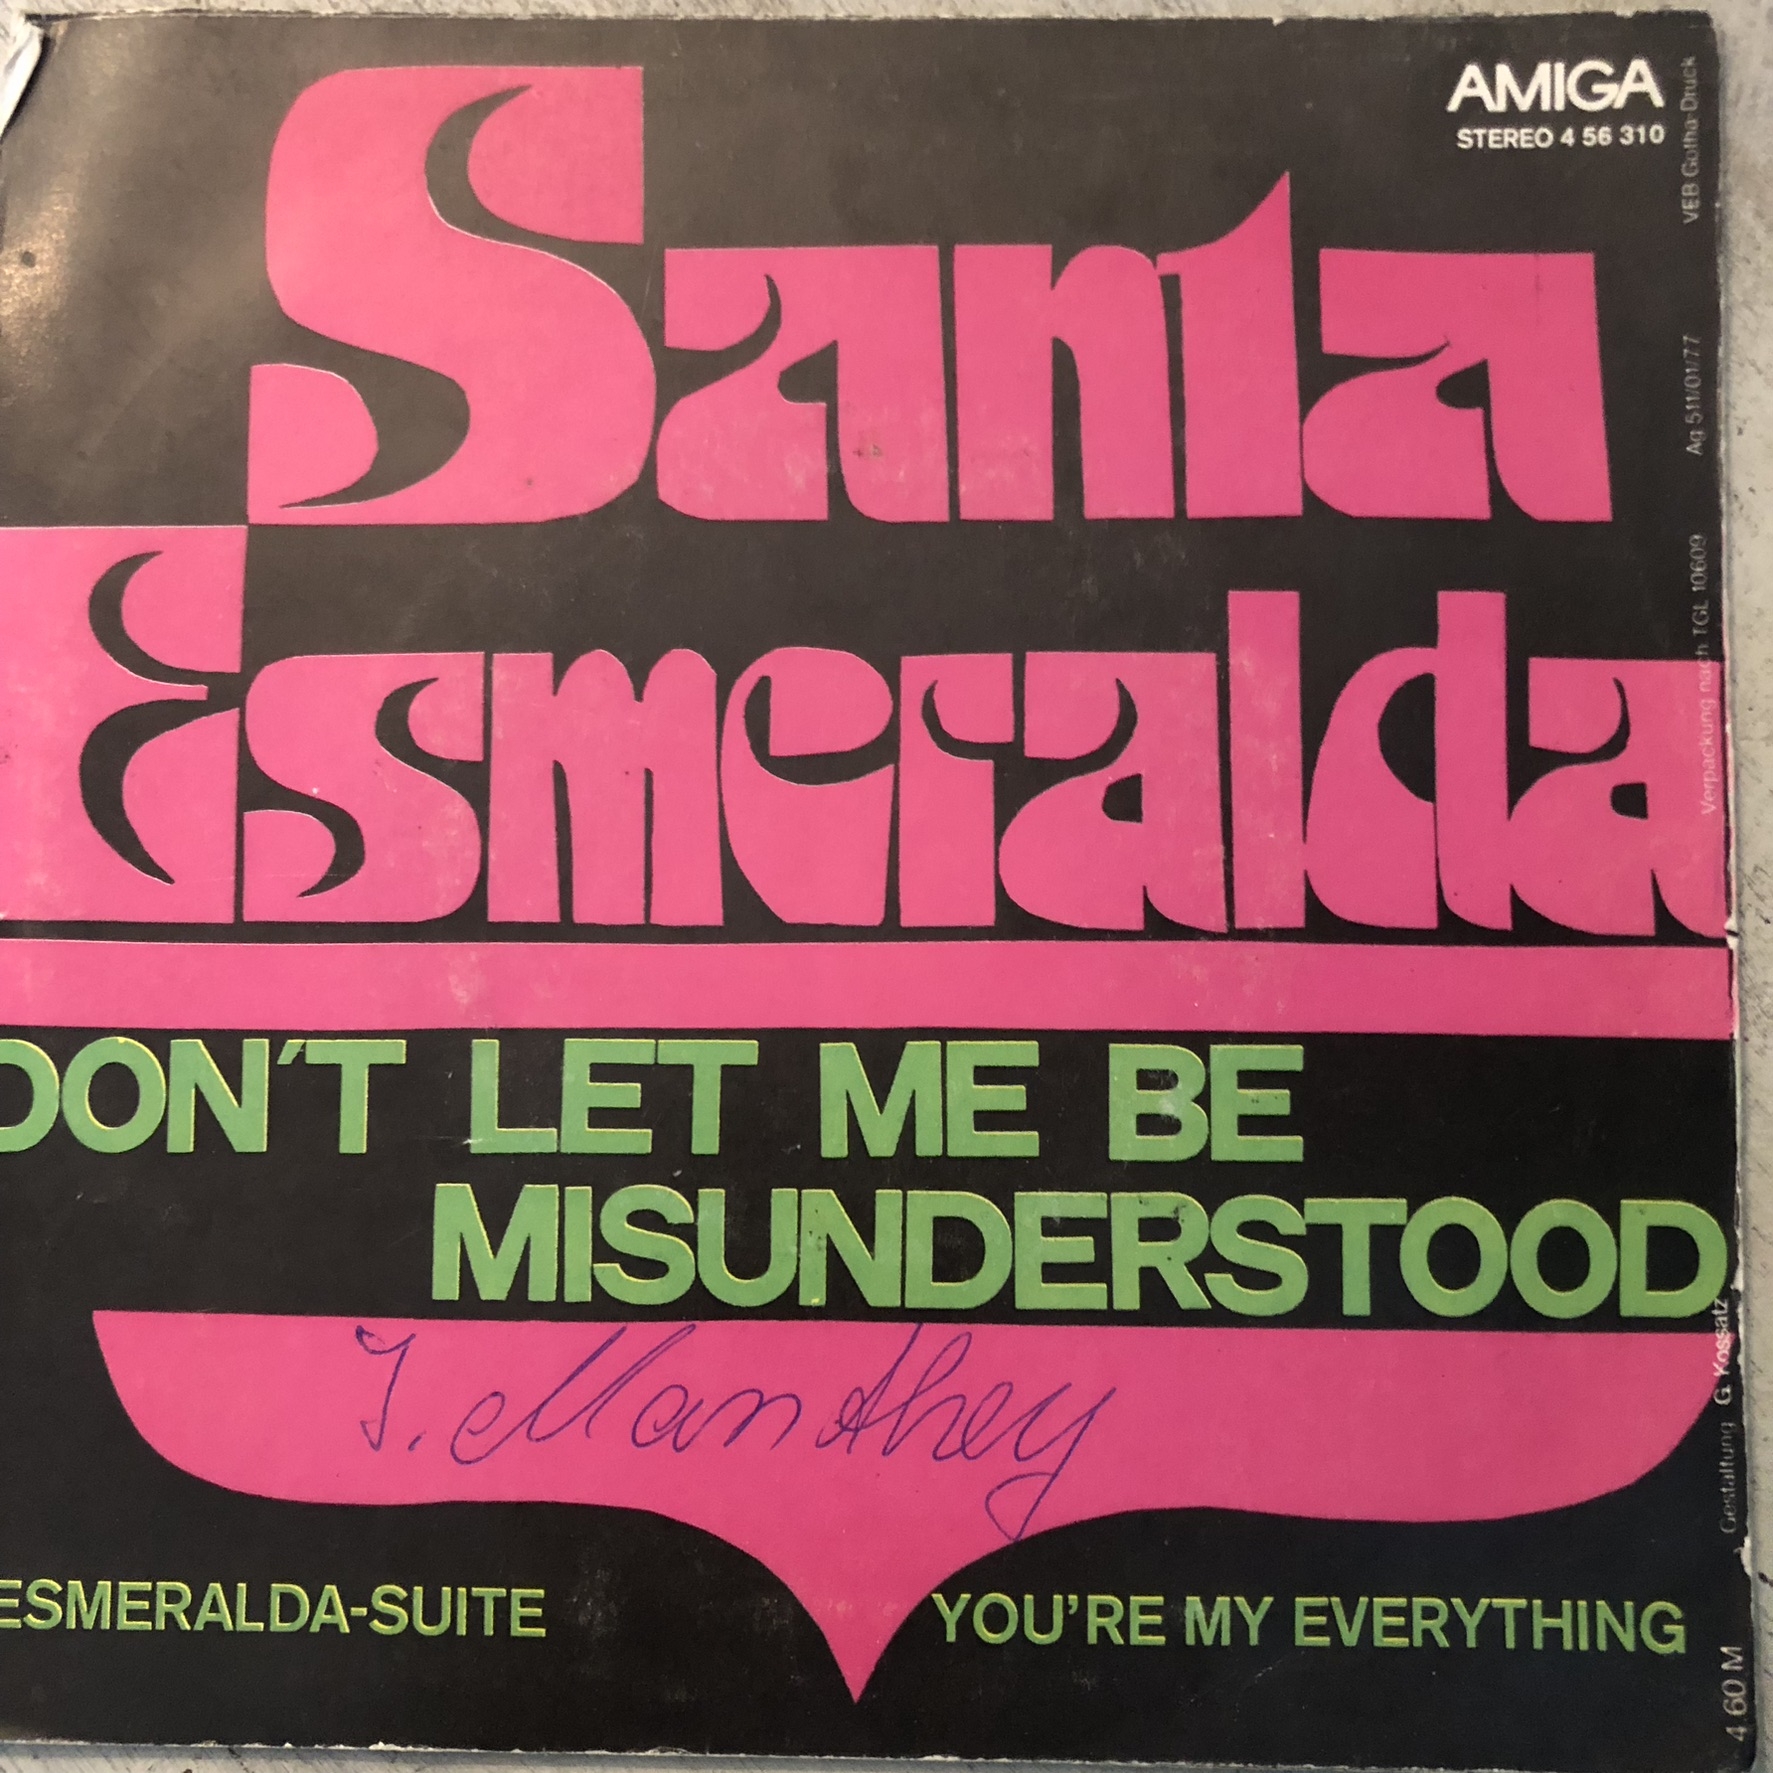 AMIGA
STEREO 4 56 310
Santa
Esmeralda
DON'T LET ME BE
MISUNDERSTOOD
J. Manthey
ESMERALDA-SUITE
YOU'RE MY EVERYTHING
VEB Gotha-Druck
Ag 511/01/77
Verpackung nach TGL 10609
Gestaltung G. Kossatz
4,60 M